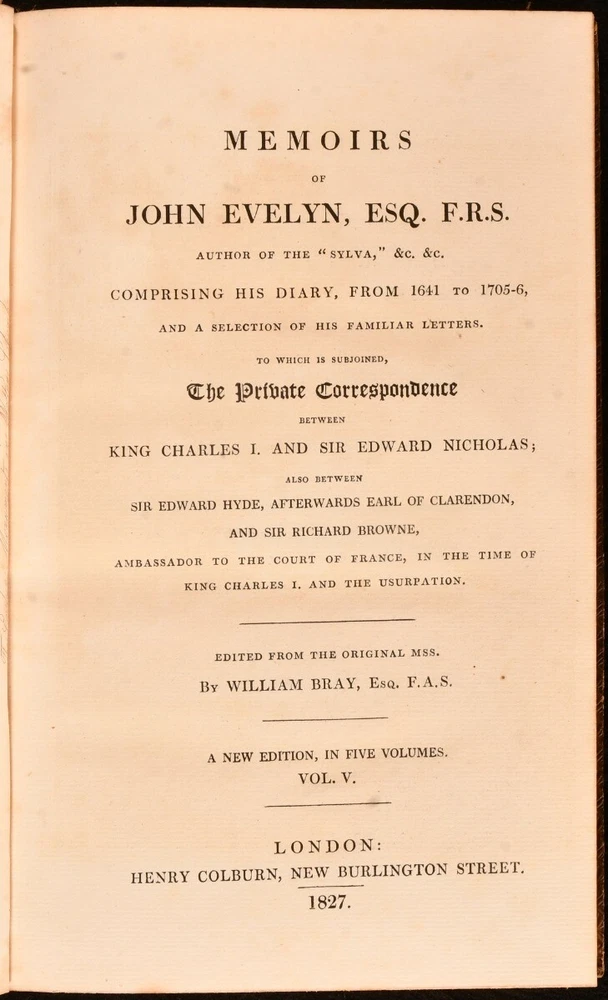 MEMOIRS
OF
JOHN EVELYN, ESQ. F.R.S.
AUTHOR OF THE "SYLVA," &C. &C.
COMPRISING HIS DIARY, FROM 1641 TO 1705-6,
AND A SELECTION OF HIS FAMILIAR LETTERS.
TO WHICH IS SUBJOINED,
The Private Correspondence
BETWEEN
KING CHARLES I. AND SIR EDWARD NICHOLAS;
ALSO BETWEEN
SIR EDWARD HYDE, AFTERWARDS EARL OF CLARENDON,
AND SIR RICHARD BROWNE,
AMBASSADOR TO THE COURT OF FRANCE, IN THE TIME OF
KING CHARLES I. AND THE USURPATION.
EDITED FROM THE ORIGINAL MSS.
By WILLIAM BRAY, Esq. F.A.S.
A NEW EDITION, IN FIVE VOLUMES.
VOL. V.
LONDON:
HENRY COLBURN, NEW BURLINGTON STREET.
1827.